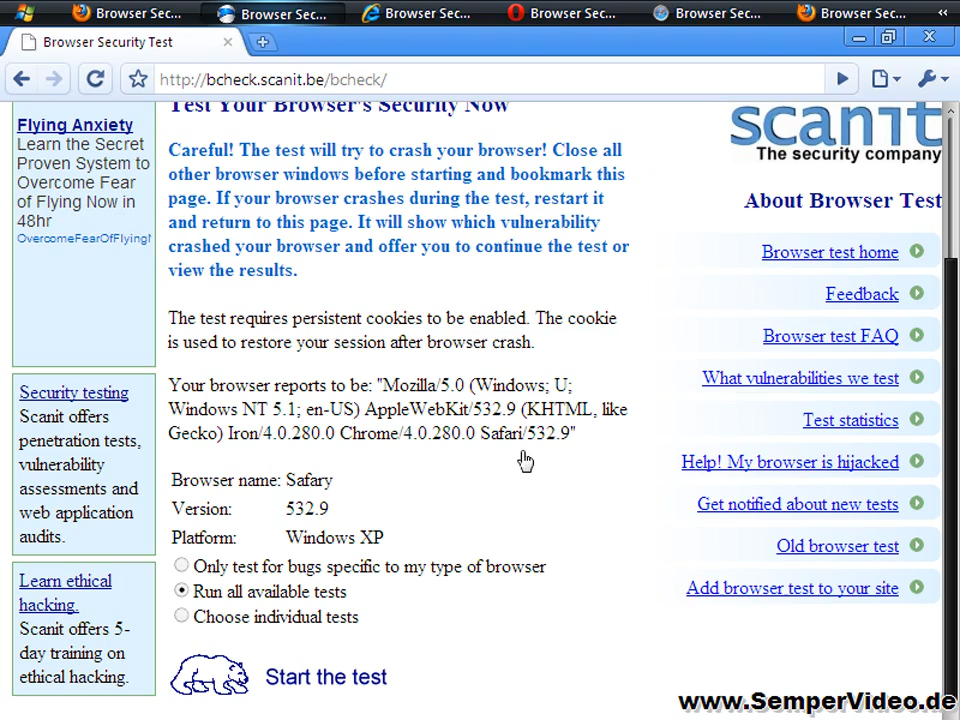 Browser Sec...
Browser Sec...
Browser Sec...
Browser Sec...
Browser Sec...
Browser Sec...
Browser Security Test
http://bcheck.scanit.be/bcheck/
Flying Anxiety
Learn the Secret
Proven System to
Overcome Fear
of Flying Now in
48hr
OvercomeFearOfFlying
Security testing
Scanit offers
penetration tests,
vulnerability
assessments and
web application
audits.
Learn ethical
hacking.
Scanit offers 5-
day training on
ethical hacking.
Test Your Browser's Security Now
Careful! The test will try to crash your browser! Close all
other browser windows before starting and bookmark this
page. If your browser crashes during the test, restart it
and return to this page. It will show which vulnerability
crashed your browser and offer you to continue the test or
view the results.
The test requires persistent cookies to be enabled. The cookie
is used to restore your session after browser crash.
Your browser reports to be: "Mozilla/5.0 (Windows; U;
Windows NT 5.1; en-US) AppleWebKit/532.9 (KHTML, like
Gecko) Iron/4.0.280.0 Chrome/4.0.280.0 Safari/532.9"
Browser name: Safary
Version: 532.9
Platform: Windows XP
Only test for bugs specific to my type of browser
Run all available tests
Choose individual tests
Start the test
scanit
The security company
About Browser Test
Browser test home
Feedback
Browser test FAQ
What vulnerabilities we test
Test statistics
Help! My browser is hijacked
Get notified about new tests
Old browser test
Add browser test to your site
www.SemperVideo.de